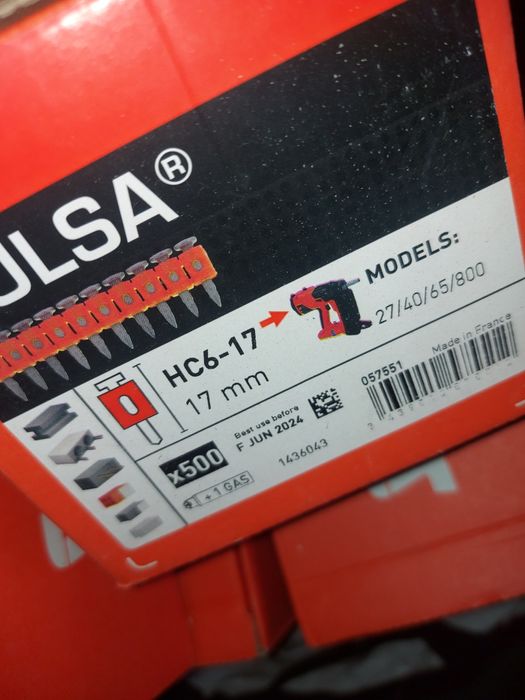 ULSA®
HC6-17
17 mm
MODELS:
27/40/65/800
x500
+1 GAS
Best use before
F JUN 2024
1436043
057551
Made in France